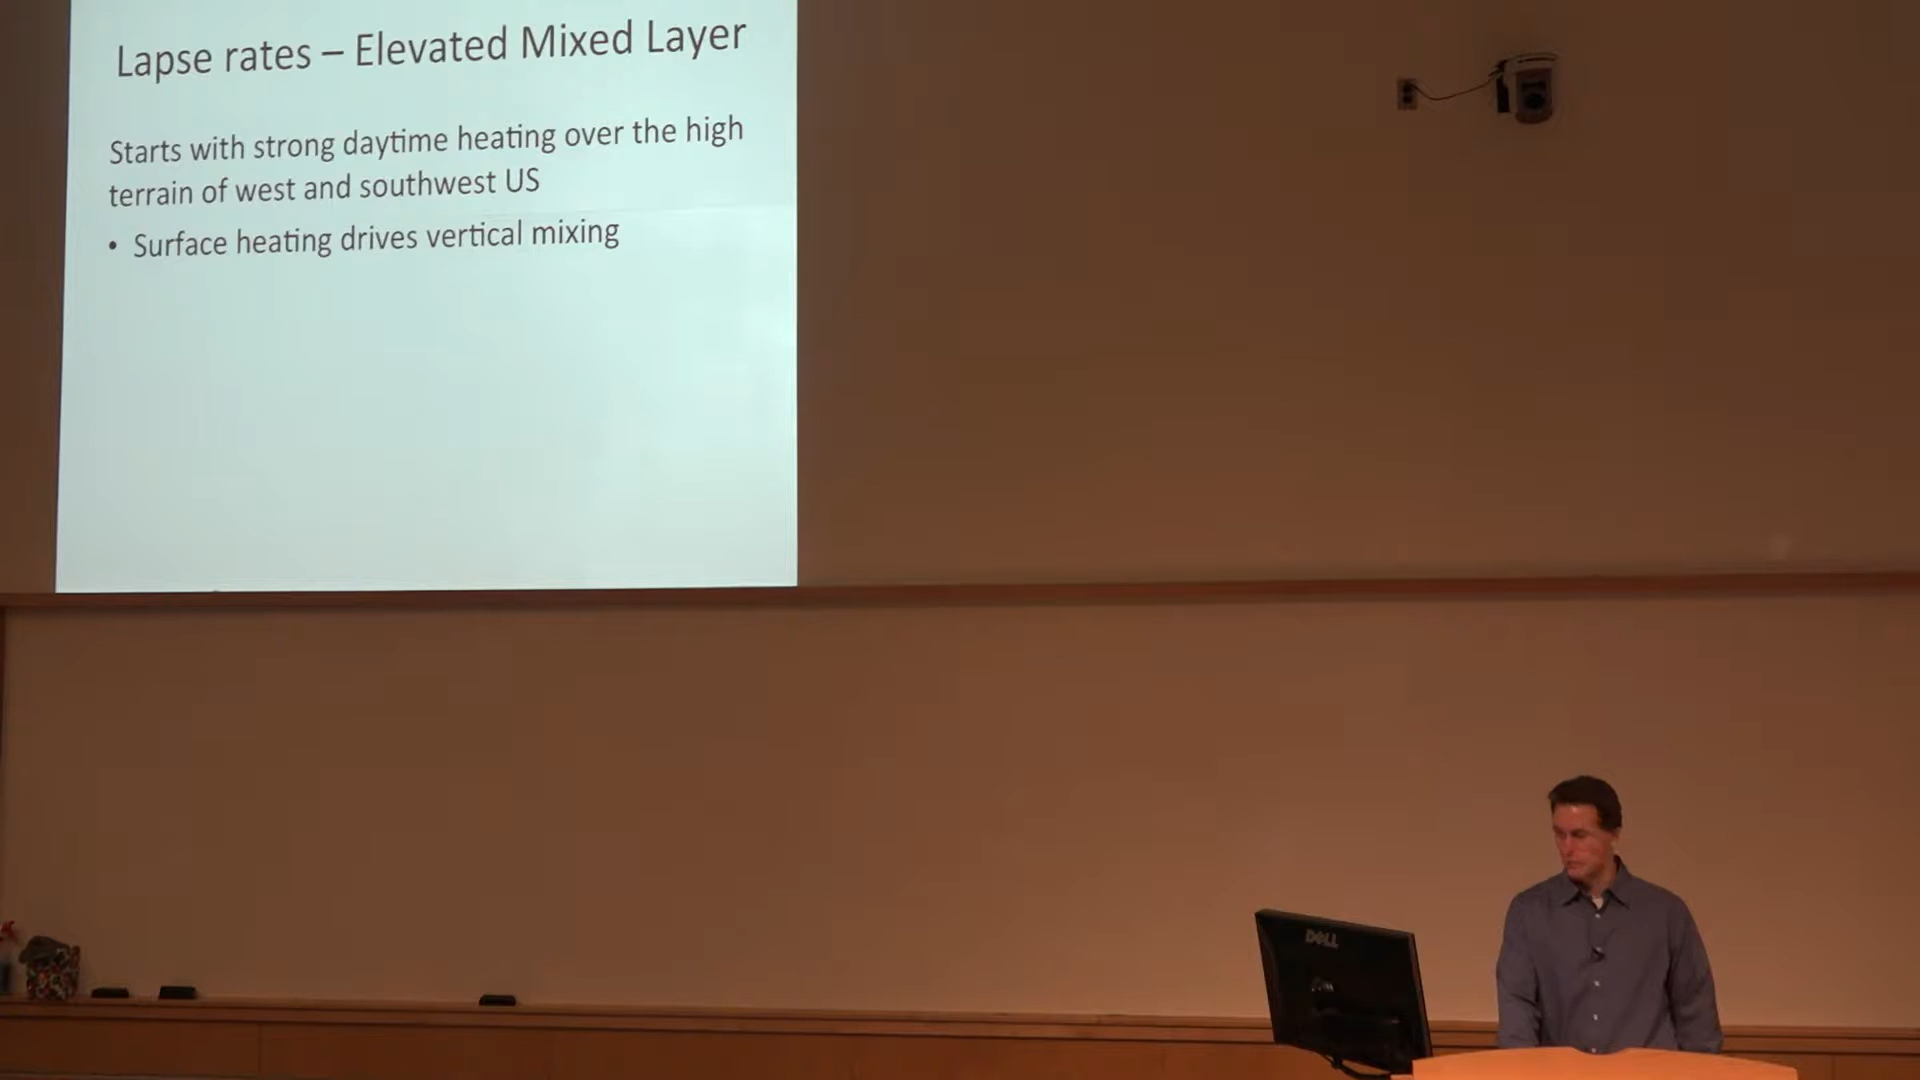 Lapse rates – Elevated Mixed Layer
Starts with strong daytime heating over the high
terrain of west and southwest US
• Surface heating drives vertical mixing
DELL